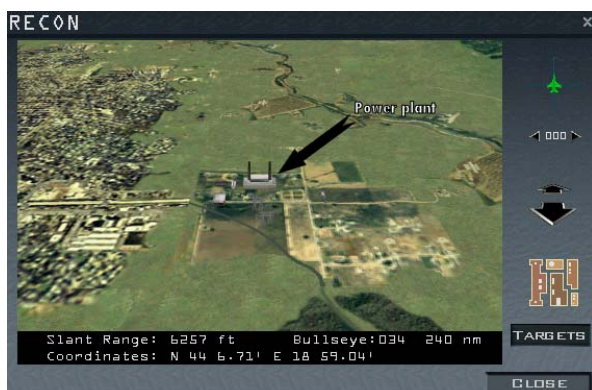 RECON
x
Power plant
000
Slant Range: 6257 ft Bullseye:034 240 nm
Coordinates: N 44 6.71' E 18 59.04'
TARGETS
CLOSE